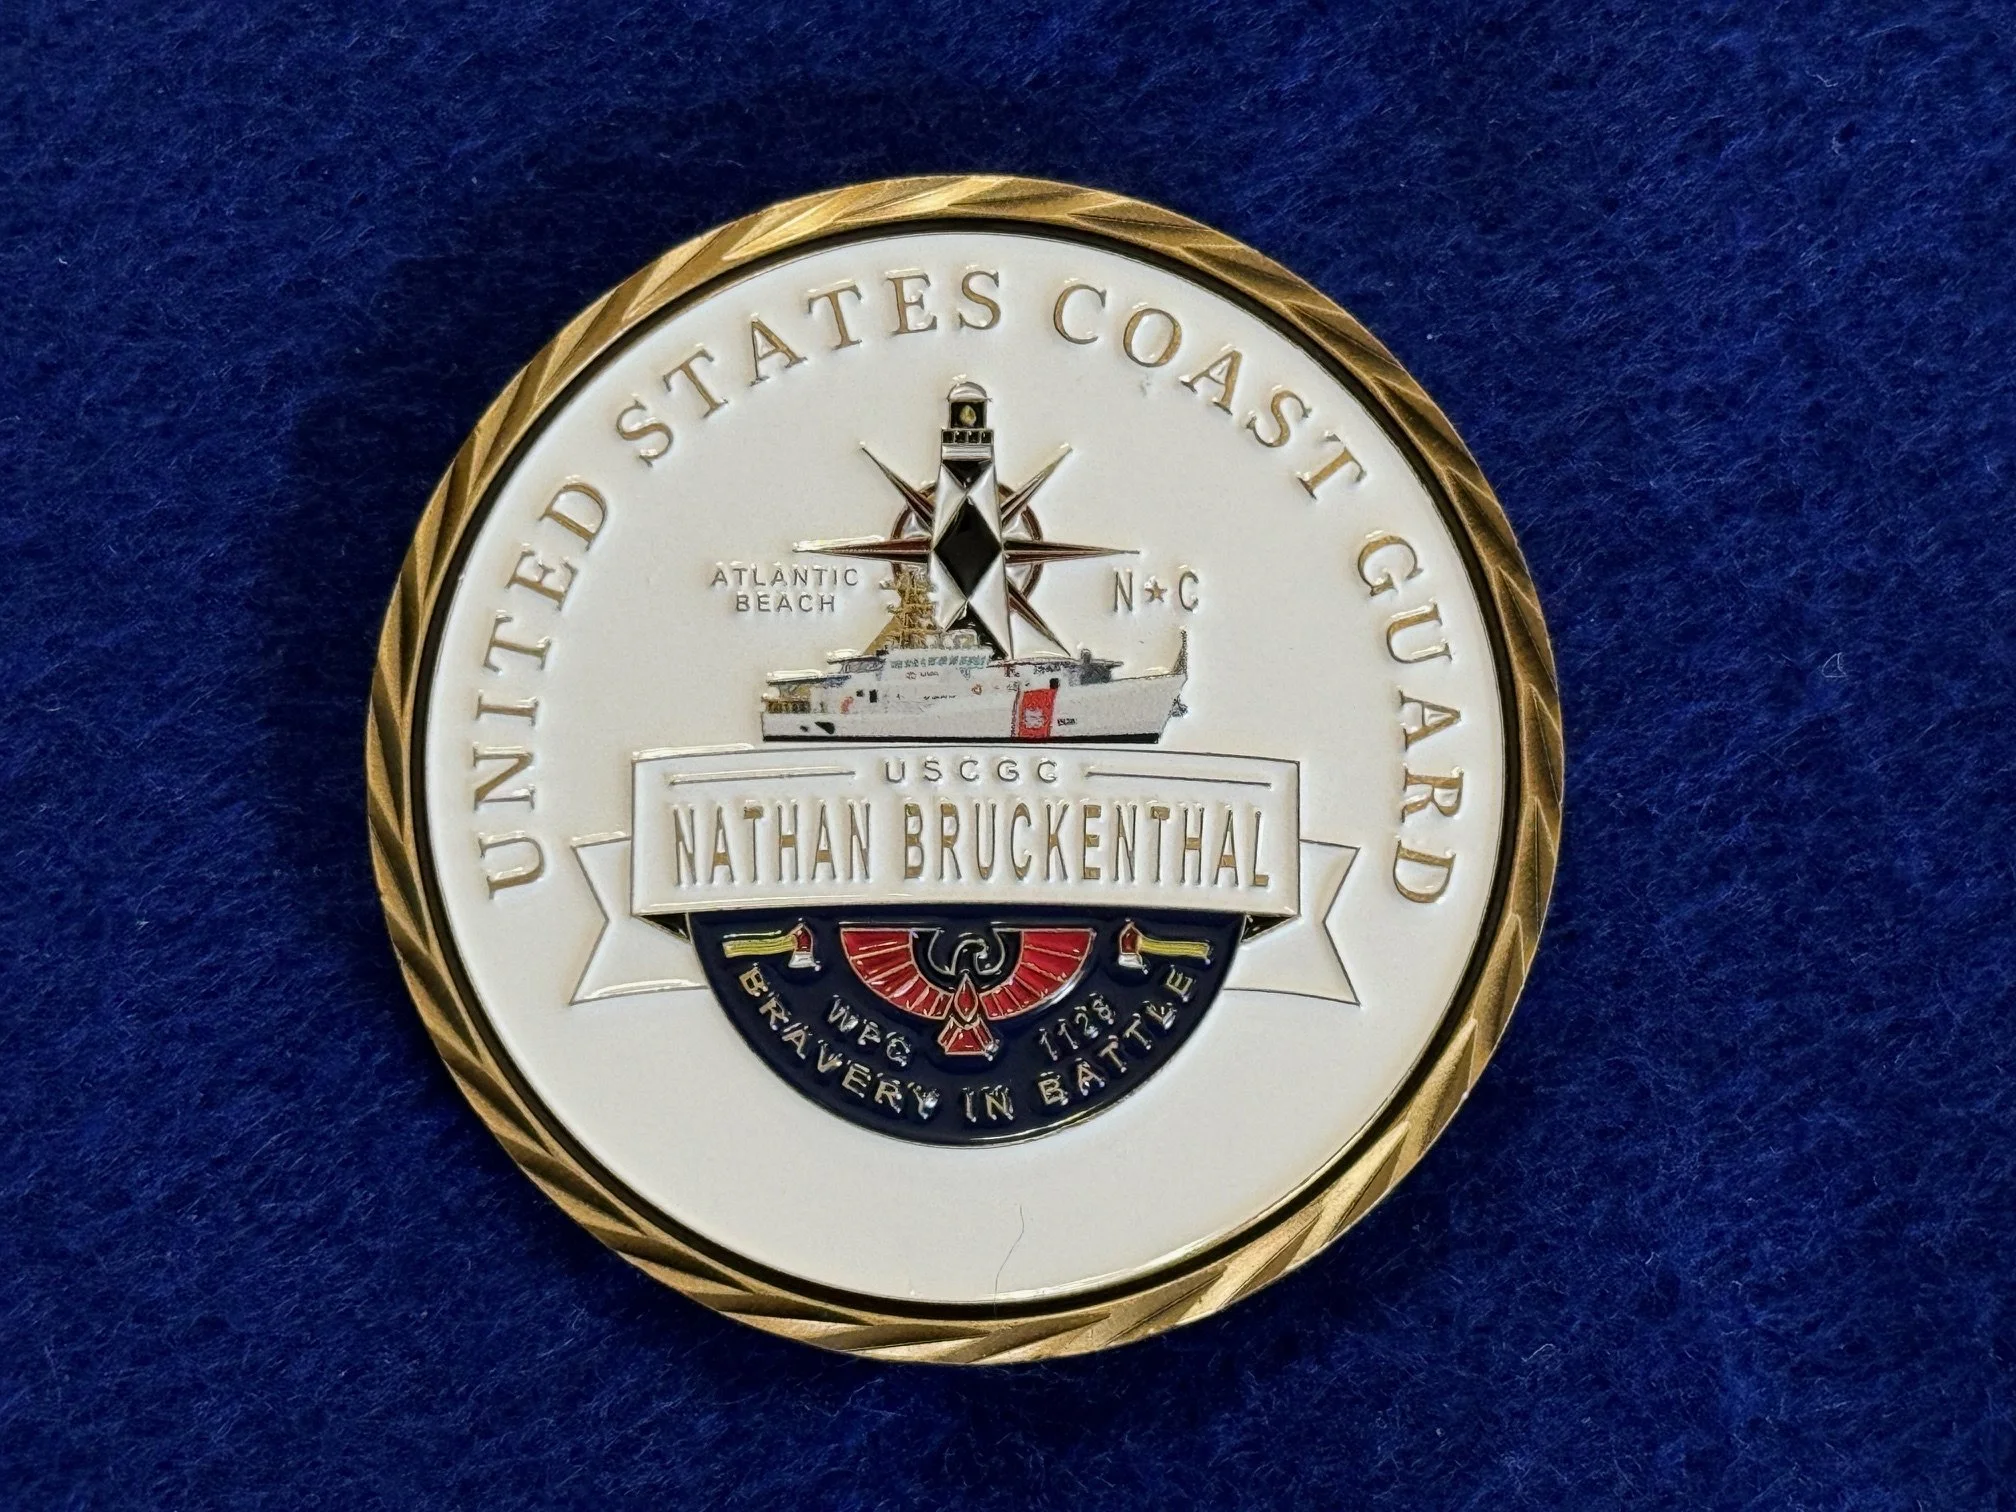 UNITED STATES COAST GUARD
ATLANTIC
BEACH
N★C
USCGC
NATHAN BRUCKENTHAL
WPC 1128
BRAVERY IN BATTLE